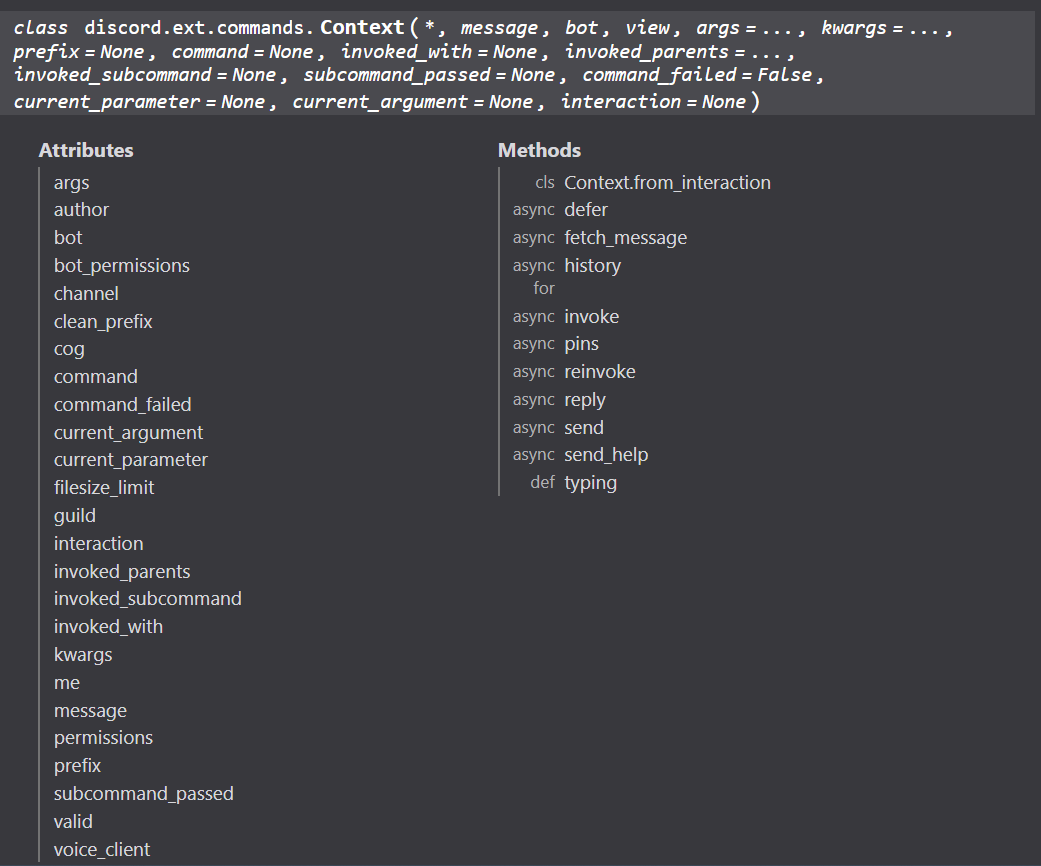 class discord.ext.commands.Context(*, message, bot, view, args=..., kwargs=...,
prefix=None, command=None, invoked_with=None, invoked_parents=...,
invoked_subcommand=None, subcommand_passed=None, command_failed=False,
current_parameter=None, current_argument=None, interaction=None)
Attributes
args
author
bot
bot_permissions
channel
clean_prefix
cog
command
command_failed
current_argument
current_parameter
filesize_limit
guild
interaction
invoked_parents
invoked_subcommand
invoked_with
kwargs
me
message
permissions
prefix
subcommand_passed
valid
voice_client
Methods
cls Context.from_interaction
async defer
async fetch_message
async history
for
async invoke
async pins
async reinvoke
async reply
async send
async send_help
def typing